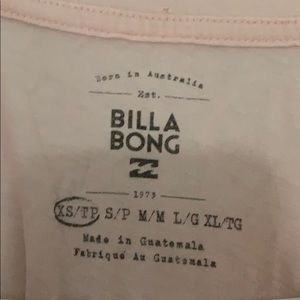 Born in Australia
Est.
BILLA
BONG
1973
XS/TP S/P M/M L/G XL/TG
Made in Guatemala
Fabriqué Au Guatemala